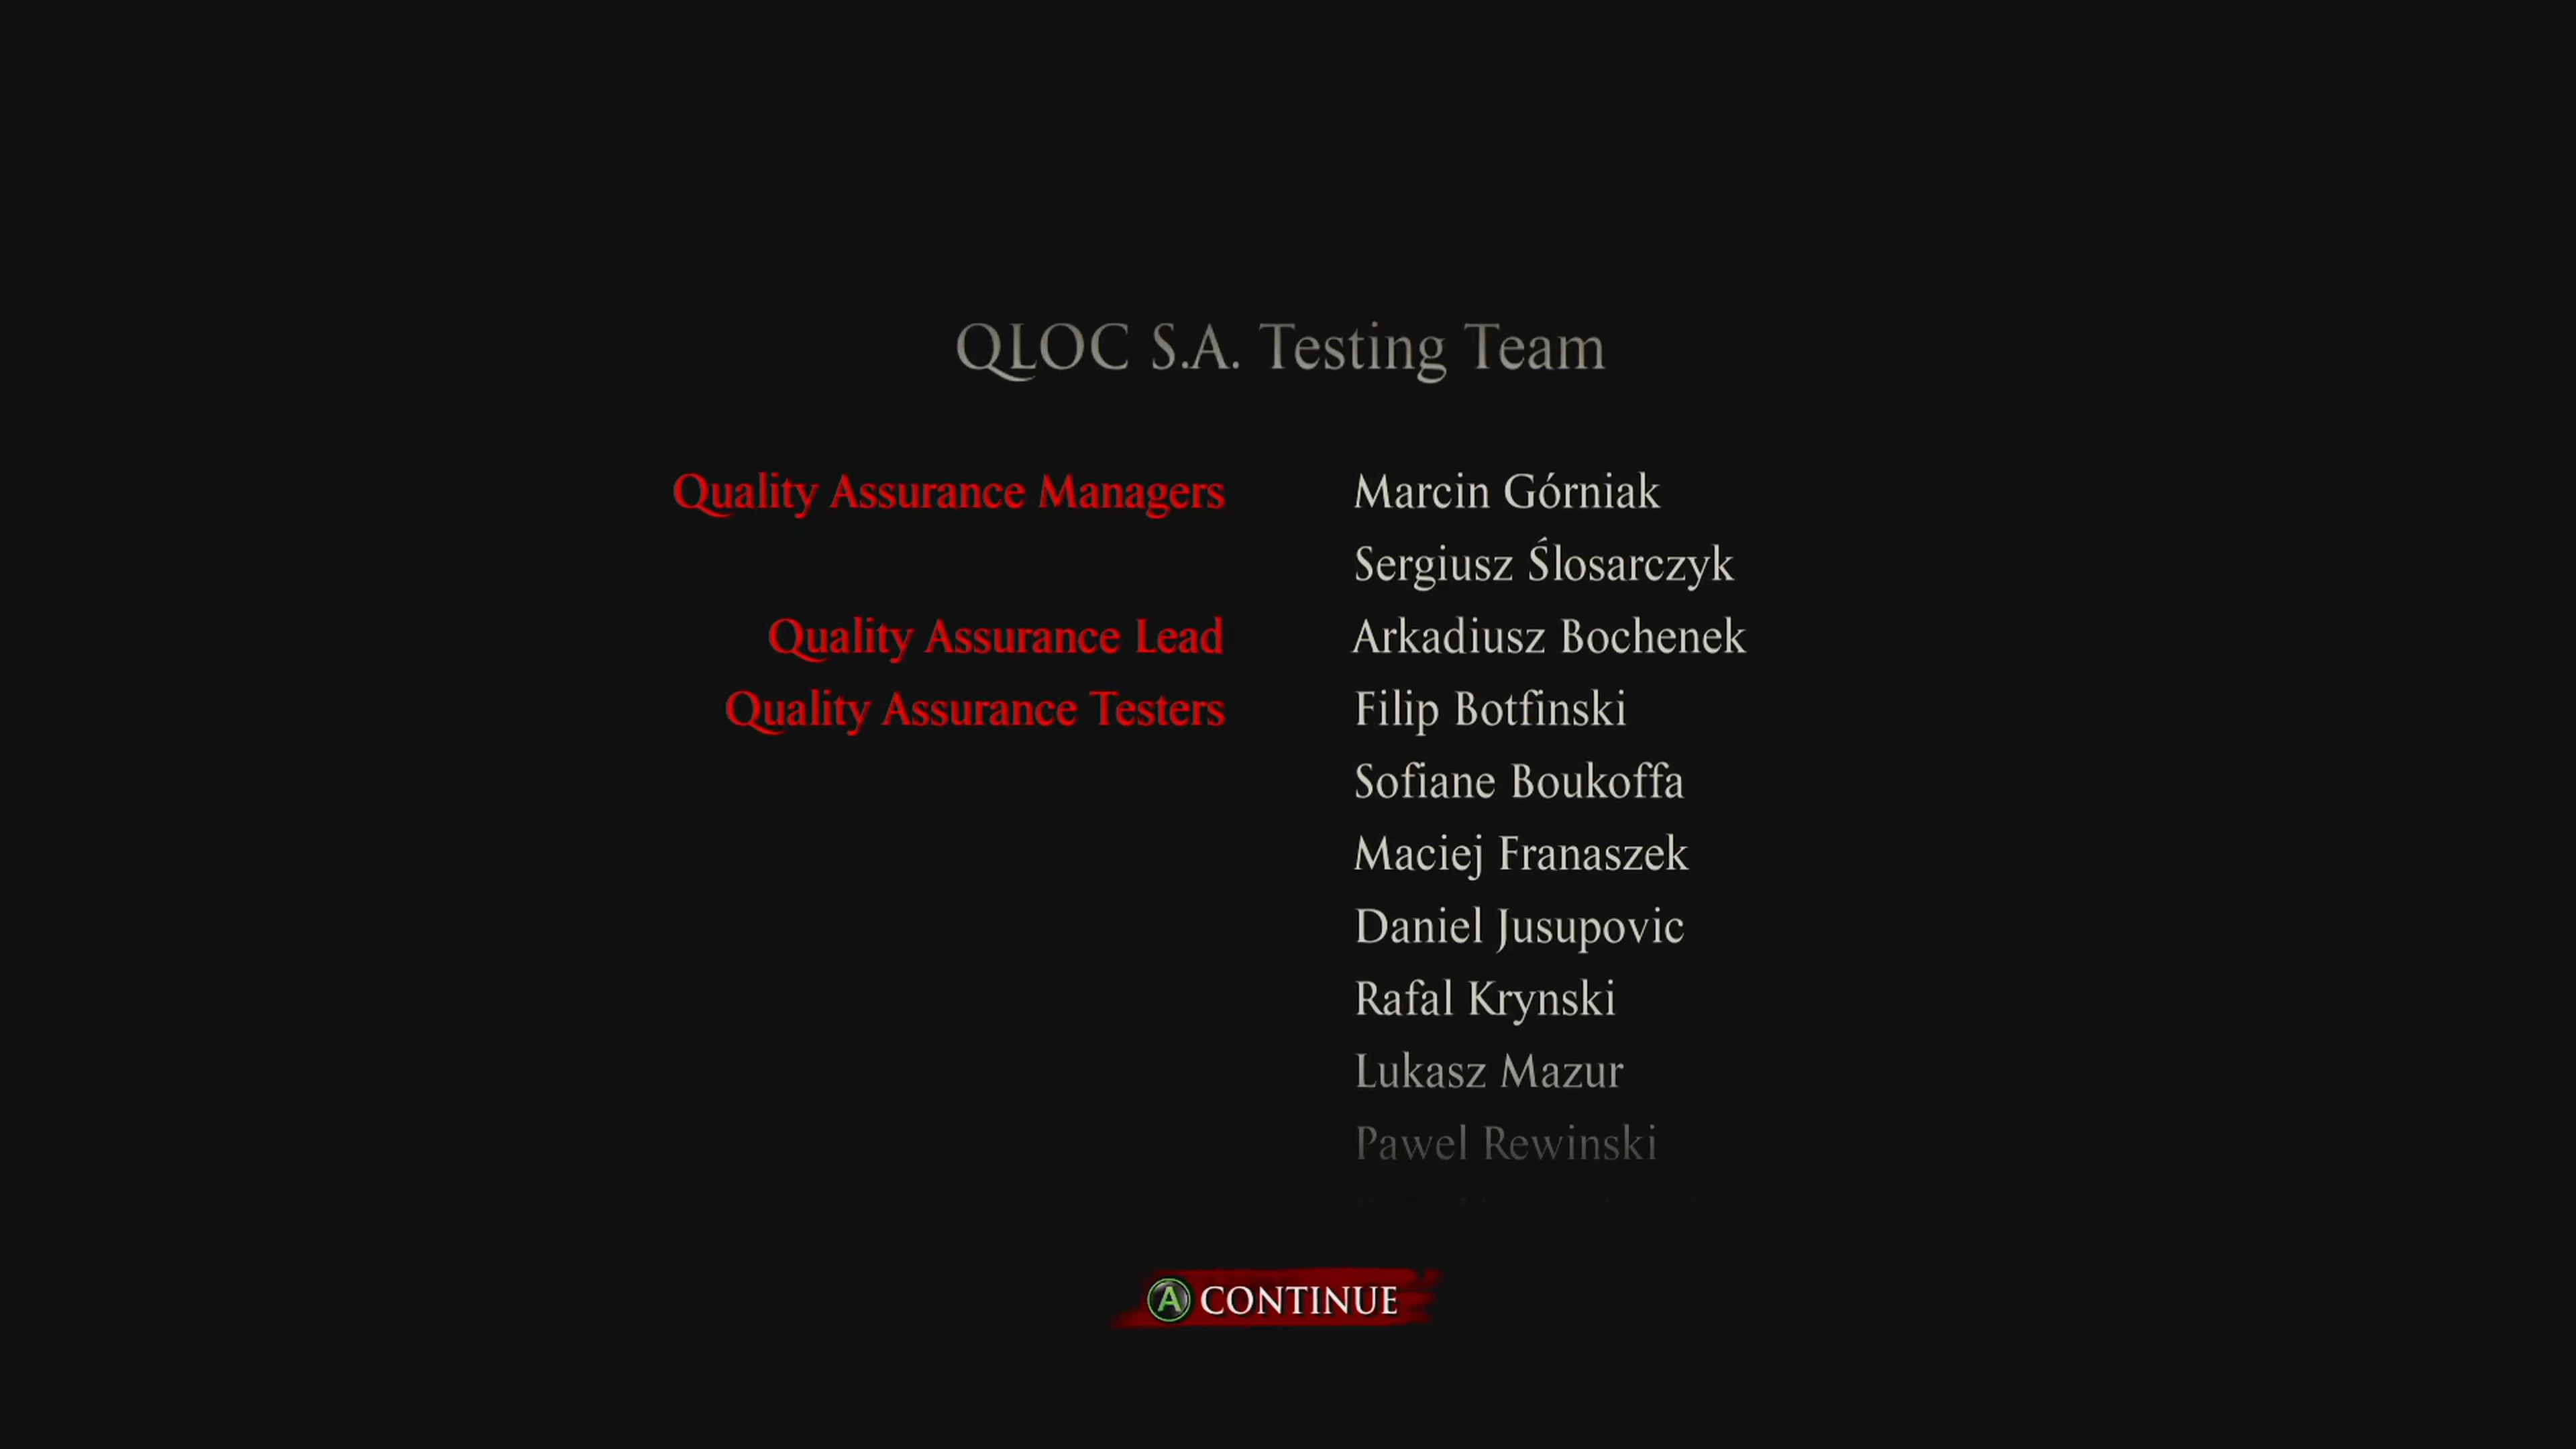 QLOC S.A. Testing Team
Quality Assurance Managers Marcin Górniak
Sergiusz Ślosarczyk
Quality Assurance Lead Arkadiusz Bochenek
Quality Assurance Testers Filip Botfinski
Sofiane Boukoffa
Maciej Franaszek
Daniel Jusupovic
Rafal Krynski
Lukasz Mazur
Pawel Rewinski
A CONTINUE